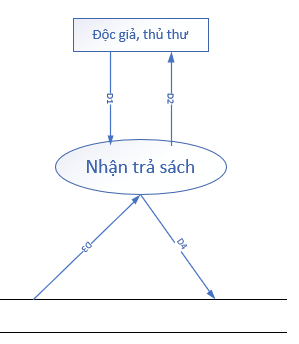 Độc giả, thủ thư
D1
D2
Nhận trả sách
D3
D4